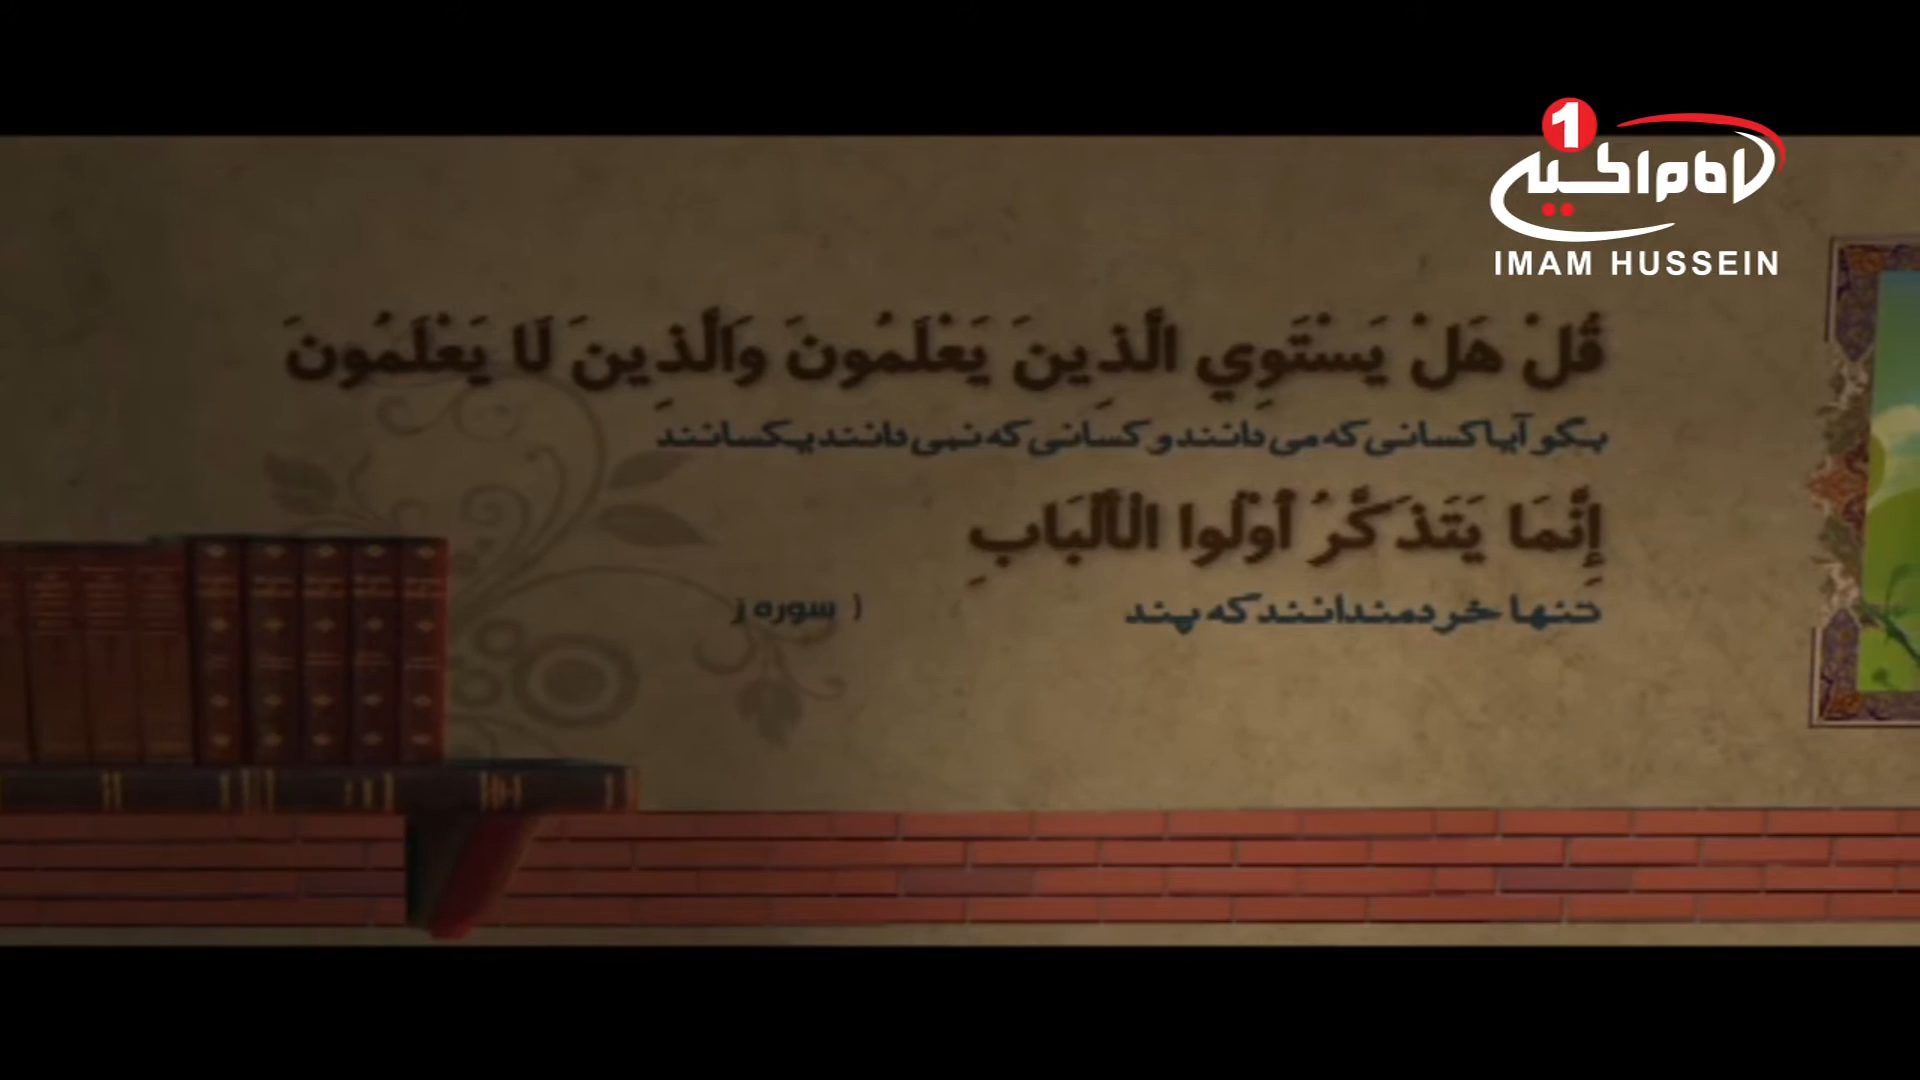 1
امام حسین
IMAM HUSSEIN
قُلْ هَلْ يَسْتَوِي الَّذِينَ يَعْلَمُونَ وَالَّذِينَ لَا يَعْلَمُونَ
بگو آیا کسانی که می دانند و کسانی که نمی دانند یکسانند
إِنَّمَا يَتَذَكَّرُ أُوْلُوا الْأَلْبَابِ
تنها خردمندانند که پند
( سوره ز